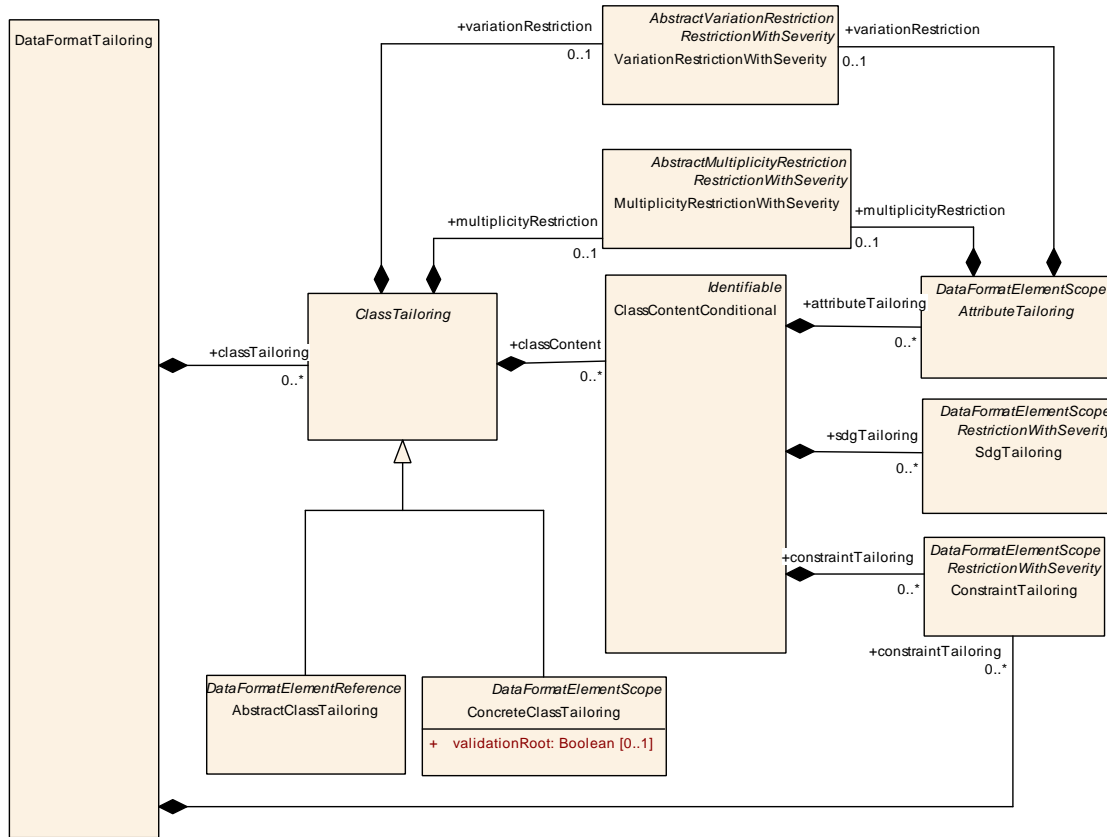 DataFormatTailoring
+variationRestriction
0..1
AbstractVariationRestriction
RestrictionWithSeverity
VariationRestrictionWithSeverity
+variationRestriction
0..1
AbstractMultiplicityRestriction
RestrictionWithSeverity
MultiplicityRestrictionWithSeverity
+multiplicityRestriction
0..1
+multiplicityRestriction
0..1
ClassTailoring
+classTailoring
0..*
+classContent
0..*
Identifiable
ClassContentConditional
+attributeTailoring
0..*
DataFormatElementScope
AttributeTailoring
+sdgTailoring
0..*
DataFormatElementScope
RestrictionWithSeverity
SdgTailoring
+constraintTailoring
0..*
DataFormatElementScope
RestrictionWithSeverity
ConstraintTailoring
+constraintTailoring
0..*
DataFormatElementReference
AbstractClassTailoring
DataFormatElementScope
ConcreteClassTailoring
+ validationRoot: Boolean [0..1]